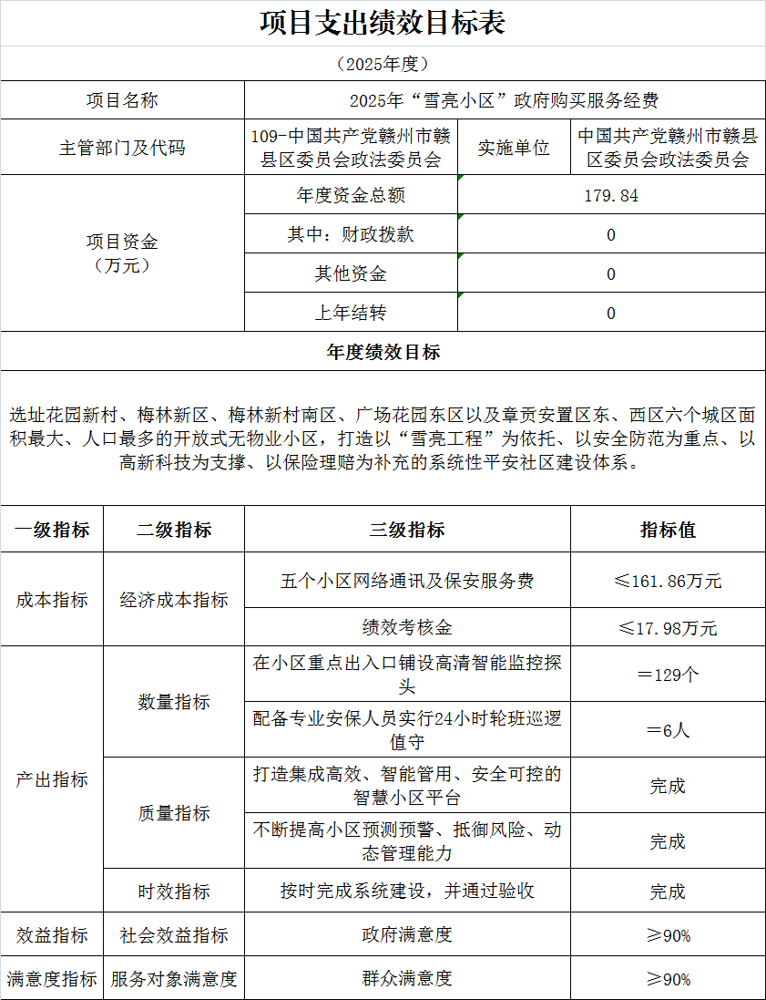 项目支出绩效目标表
（2025年度）
项目名称
2025年“雪亮小区”政府购买服务经费
主管部门及代码
109-中国共产党赣州市赣
县区委员会政法委员会
实施单位
中国共产党赣州市赣县
区委员会政法委员会
项目资金
（万元）
年度资金总额
179.84
其中：财政拨款
0
其他资金
0
上年结转
0
年度绩效目标
选址花园新村、梅林新区、梅林新村南区、广场花园东区以及章贡安置区东、西区六个城区面
积最大、人口最多的开放式无物业小区，打造以“雪亮工程”为依托、以安全防范为重点、以
高新科技为支撑、以保险理赔为补充的系统性平安社区建设体系。
一级指标
二级指标
三级指标
指标值
成本指标
经济成本指标
五个小区网络通讯及保安服务费
≤161.86万元
绩效考核金
≤17.98万元
产出指标
数量指标
在小区重点出入口铺设高清智能监控探
头
＝129个
配备专业安保人员实行24小时轮班巡逻
值守
＝6人
质量指标
打造集成高效、智能管用、安全可控的
智慧小区平台
完成
不断提高小区预测预警、抵御风险、动
态管理能力
完成
时效指标
按时完成系统建设，并通过验收
完成
效益指标
社会效益指标
政府满意度
≥90%
满意度指标
服务对象满意度
群众满意度
≥90%